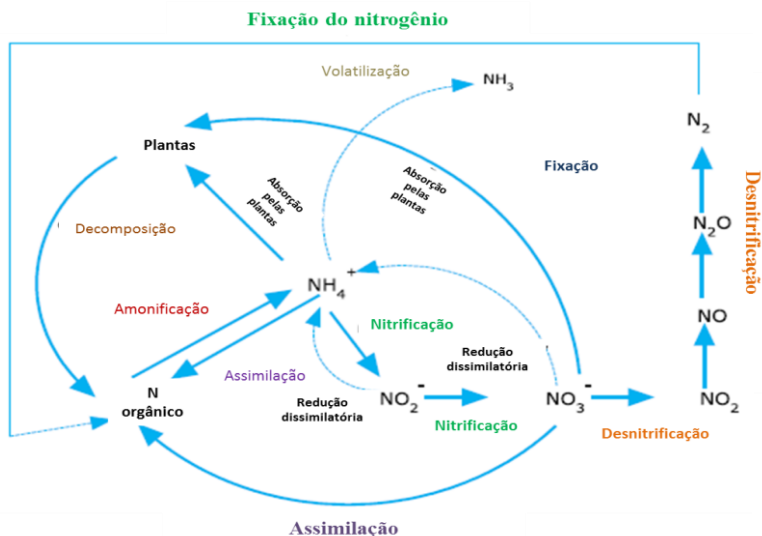 Fixação do nitrogênio
Volatilização
NH3
N2
Plantas
Absorção
pelas
plantas
Absorção
pelas
plantas
Fixação
Desnitrificação
Decomposição
N2O
NH4+
Amonificação
Nitrificação
NO
Redução
dissimilatória
Assimilação
N
orgânico
Redução
dissimilatória
NO2-
NO3-
NO2
Nitrificação
Desnitrificação
Assimilação